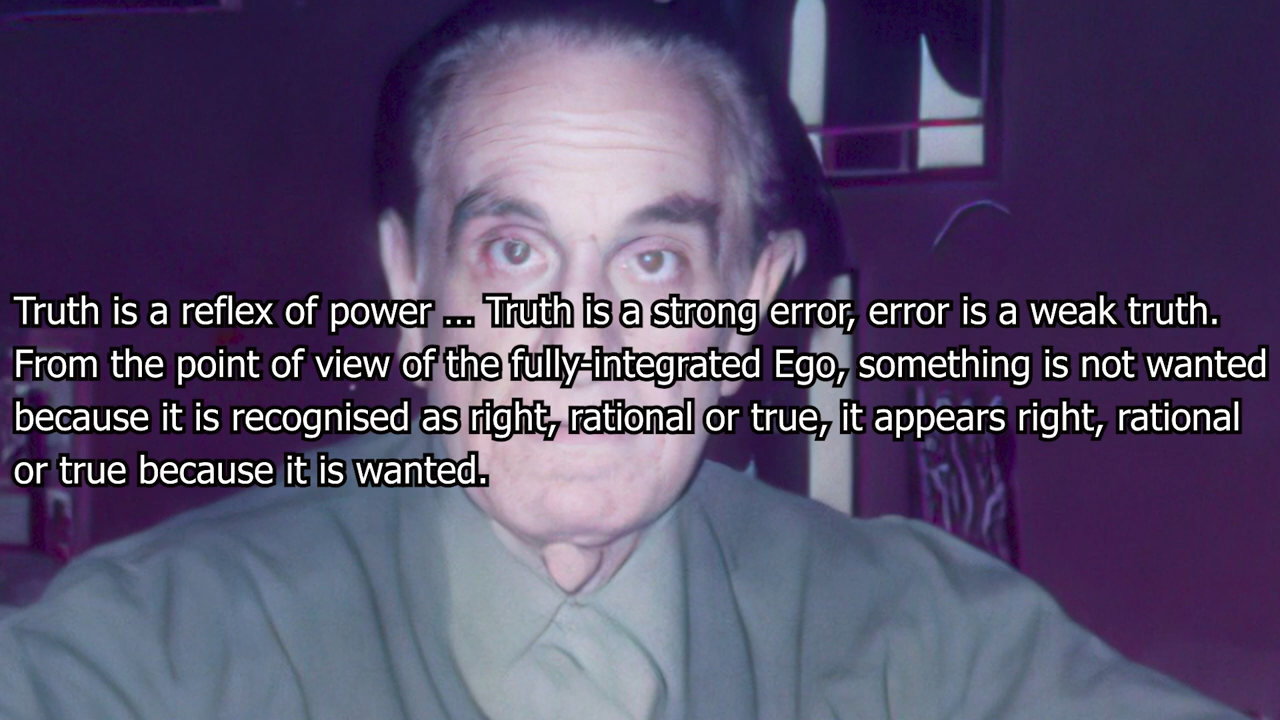 Truth is a reflex of power ... Truth is a strong error, error is a weak truth.
From the point of view of the fully-integrated Ego, something is not wanted
because it is recognised as right, rational or true, it appears right, rational
or true because it is wanted.